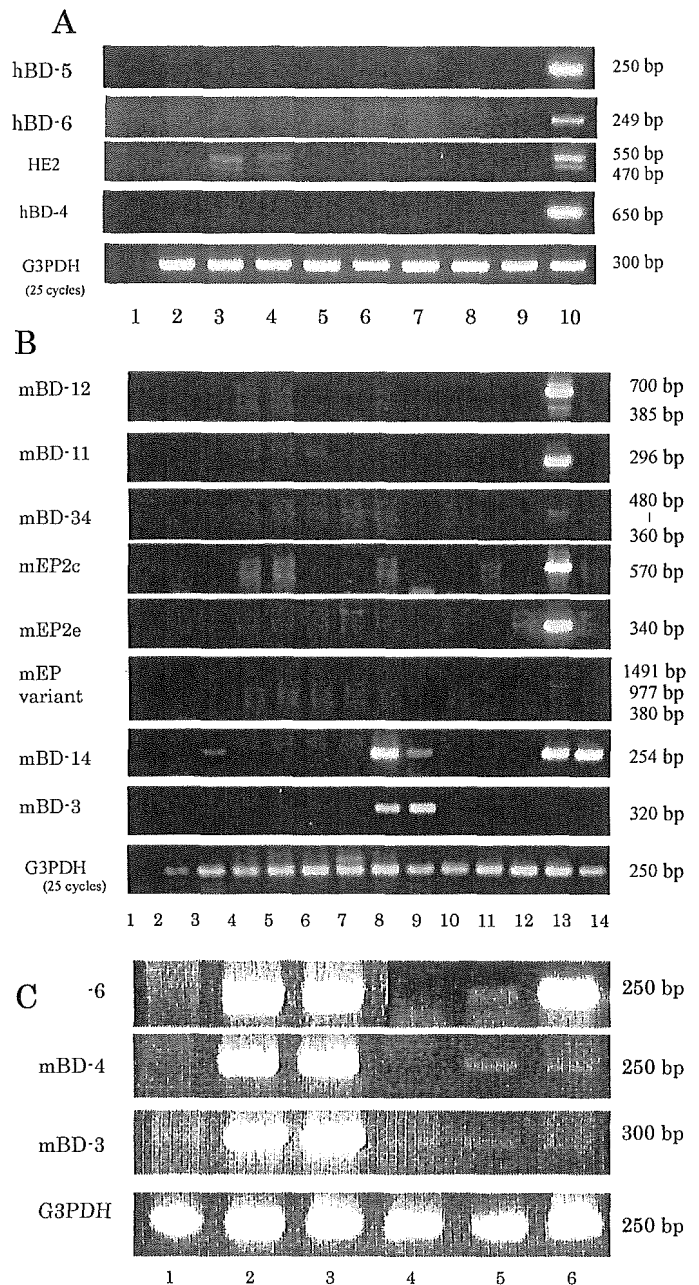 A
hBD-5 250 bp
hBD-6 249 bp
HE2 550 bp
470 bp
hBD-4 650 bp
G3PDH 300 bp
(25 cycles)
1 2 3 4 5 6 7 8 9 10
B
mBD-12 700 bp
385 bp
mBD-11 296 bp
mBD-34 480 bp
360 bp
mEP2c 570 bp
mEP2e 340 bp
mEP 1491 bp
variant 977 bp
380 bp
mBD-14 254 bp
mBD-3 320 bp
G3PDH 250 bp
(25 cycles)
1 2 3 4 5 6 7 8 9 10 11 12 13 14
C
-6 250 bp
mBD-4 250 bp
mBD-3 300 bp
G3PDH 250 bp
1 2 3 4 5 6